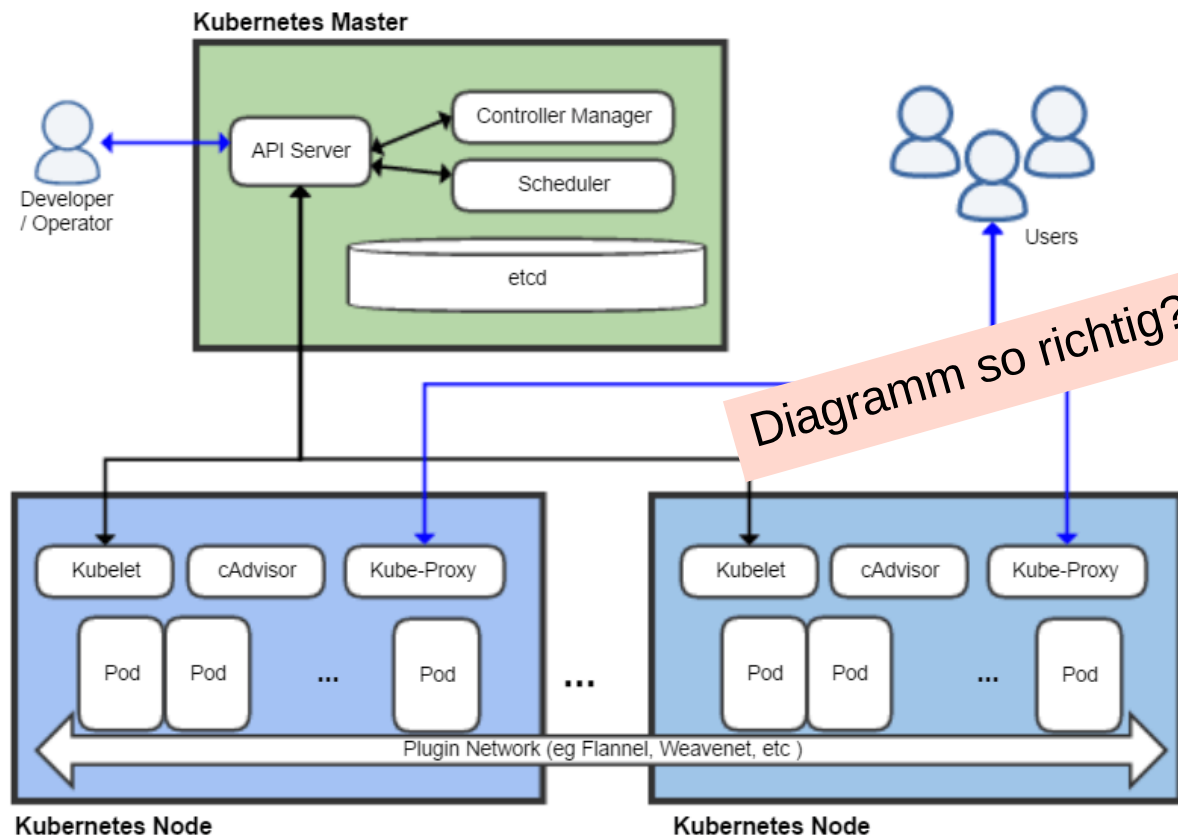 Kubernetes Master
Developer
/ Operator
API Server
Controller Manager
Scheduler
etcd
Users
Diagramm so richtig?
Kubelet
cAdvisor
Kube-Proxy
Pod
Pod
...
Pod
...
Kubelet
cAdvisor
Kube-Proxy
Pod
Pod
...
Pod
Plugin Network (eg Flannel, Weavenet, etc )
Kubernetes Node
Kubernetes Node